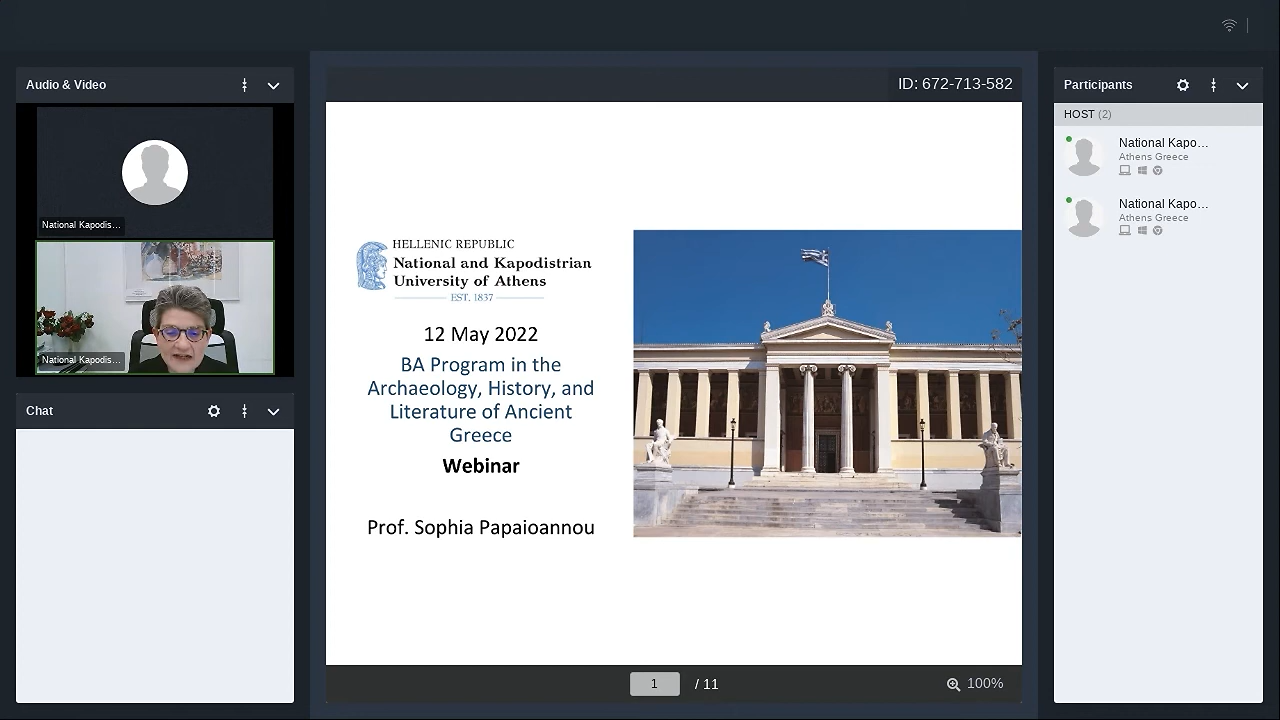 Audio & Video
National Kapodis...
National Kapodis...
Chat
ID: 672-713-582
HELLENIC REPUBLIC
National and Kapodistrian
University of Athens
EST. 1837
12 May 2022
BA Program in the
Archaeology, History, and
Literature of Ancient
Greece
Webinar
Prof. Sophia Papaioannou
1 / 11
100%
Participants
HOST (2)
National Kapo...
Athens Greece
National Kapo...
Athens Greece